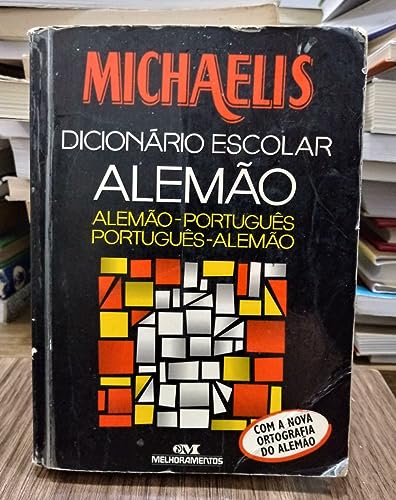 MICHAELIS
DICIONÁRIO ESCOLAR
ALEMÃO
ALEMÃO-PORTUGUÊS
PORTUGUÊS-ALEMÃO
COM A NOVA
ORTOGRAFIA
DO ALEMÃO
MELHORAMENTOS